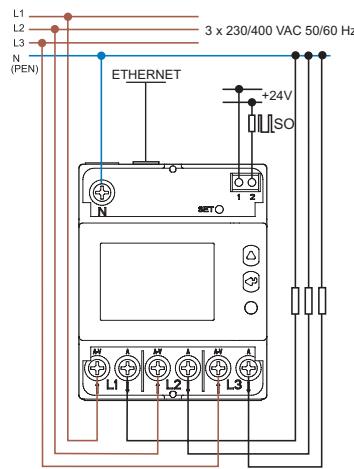 L1
L2
L3
3 x 230/400 VAC 50/60 Hz
N
(PEN)
ETHERNET
+24V
SO
1 2
N
SET
A-V A A-V A A-V A
L1 L2 L3